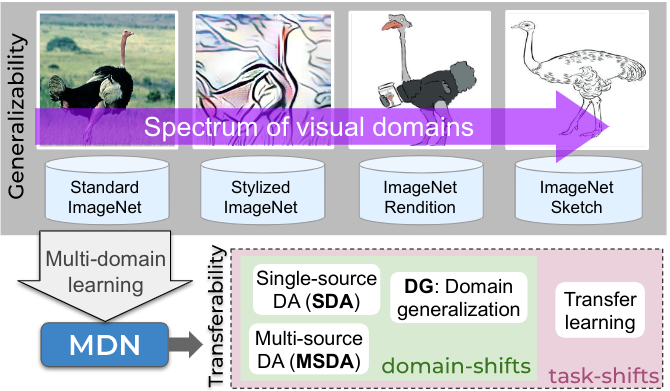 Generalizability
Spectrum of visual domains
Standard
ImageNet
Stylized
ImageNet
ImageNet
Rendition
ImageNet
Sketch
Multi-domain
learning
MDN
Transferability
Single-source
DA (SDA)
DG: Domain
generalization
Multi-source
DA (MSDA)
domain-shifts
Transfer
learning
task-shifts